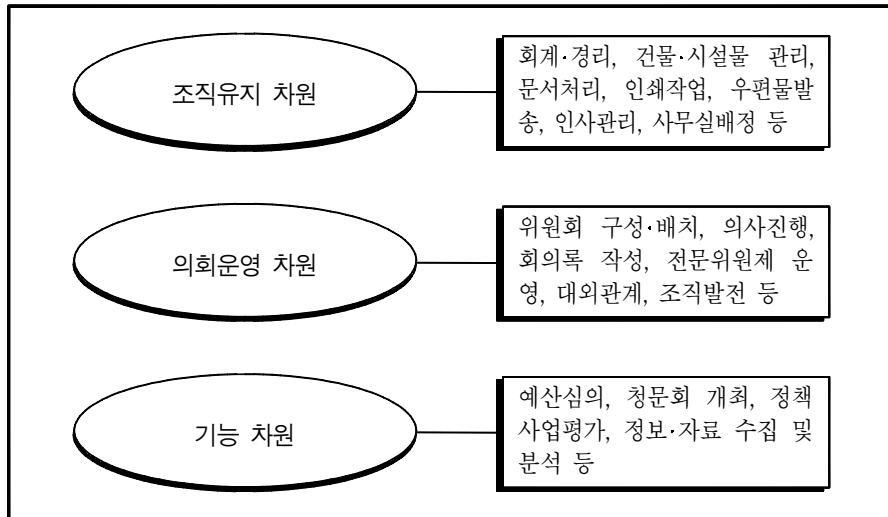 조직유지 차원
회계·경리, 건물·시설물 관리,
문서처리, 인쇄작업, 우편물발
송, 인사관리, 사무실배정 등
의회운영 차원
위원회 구성·배치, 의사진행,
회의록 작성, 전문위원제 운
영, 대외관계, 조직발전 등
기능 차원
예산심의, 청문회 개최, 정책
사업평가, 정보·자료 수집 및
분석 등